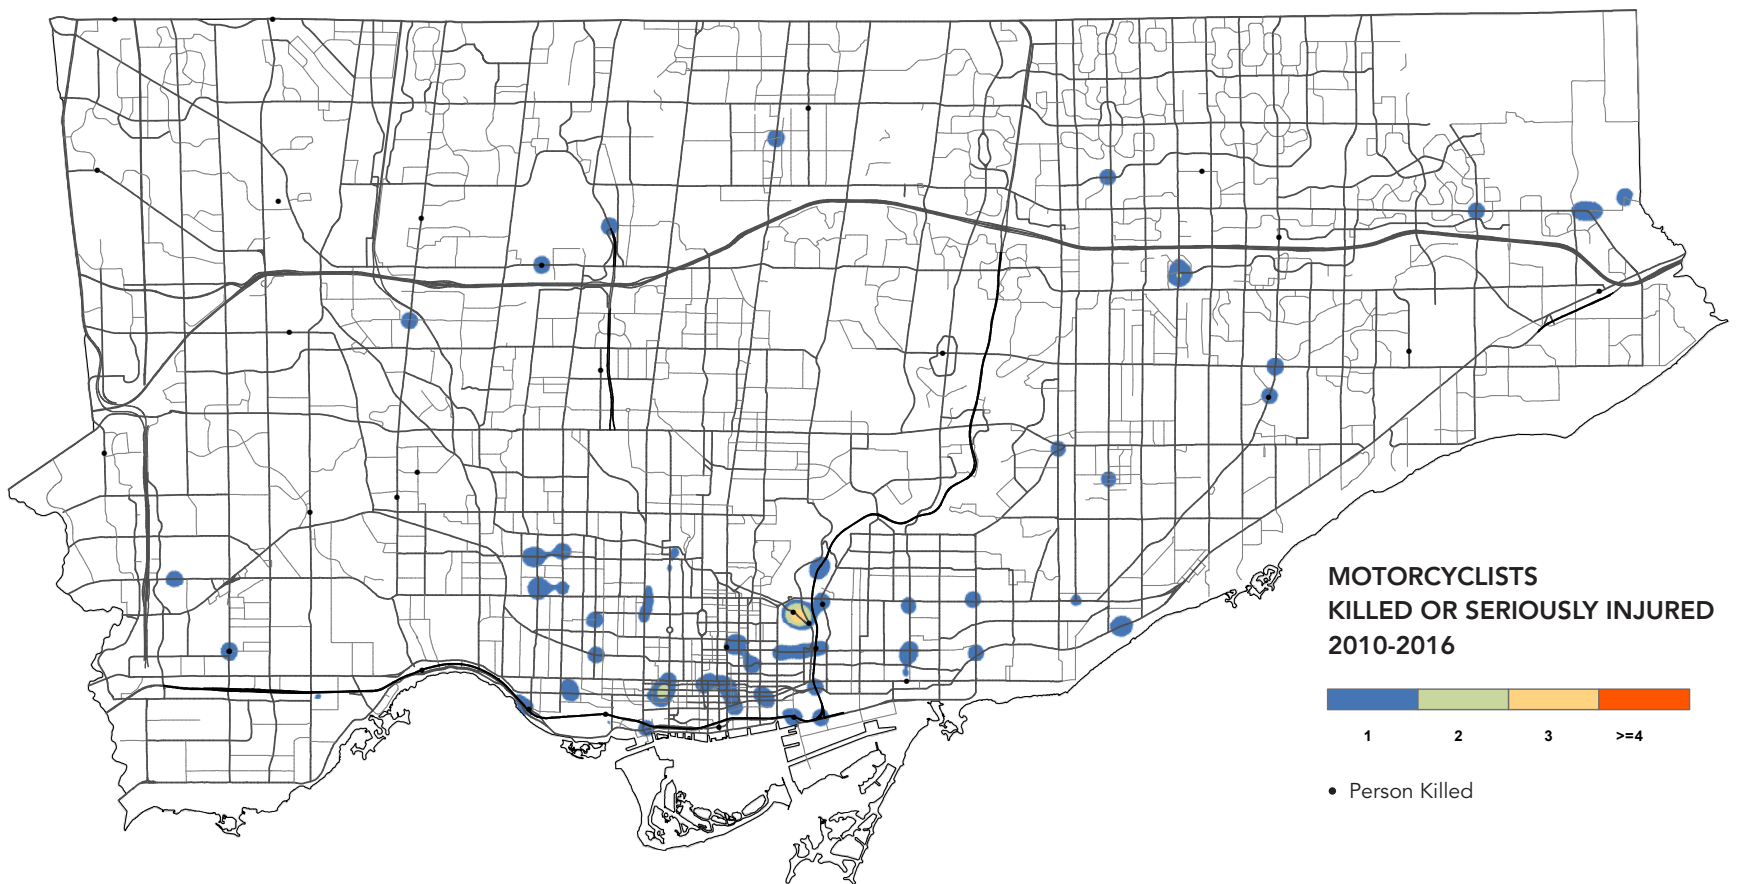 MOTORCYCLISTS
KILLED OR SERIOUSLY INJURED
2010-2016
1 2 3 >=4
Person Killed